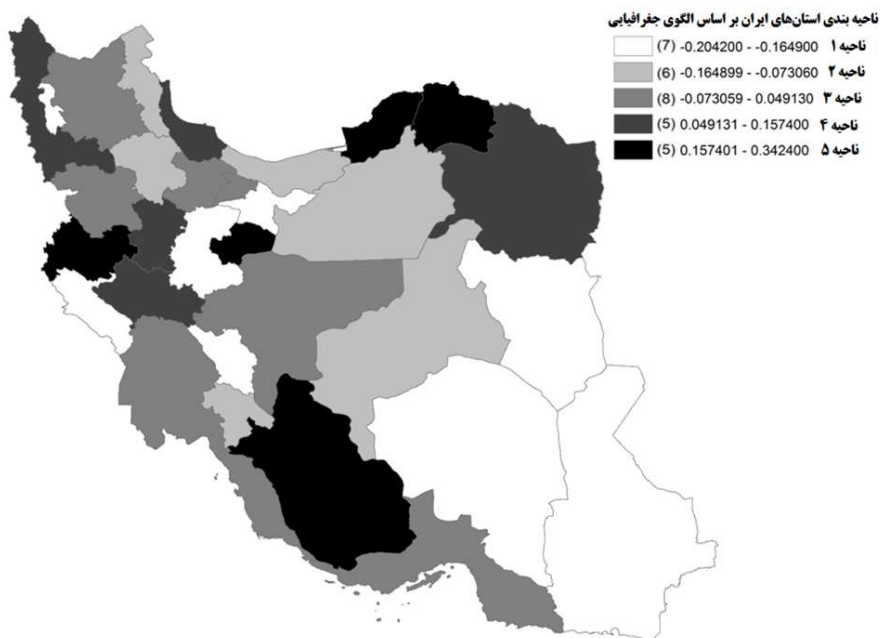 ناحیه بندی استان‌های ایران بر اساس الگوی جغرافیایی
ناحیه ۱ -0.204200 - -0.164900 (7)
ناحیه ۲ -0.164899 - -0.073060 (6)
ناحیه ۳ -0.073059 - 0.049130 (8)
ناحیه ۴ 0.049131 - 0.157400 (5)
ناحیه ۵ 0.157401 - 0.342400 (5)